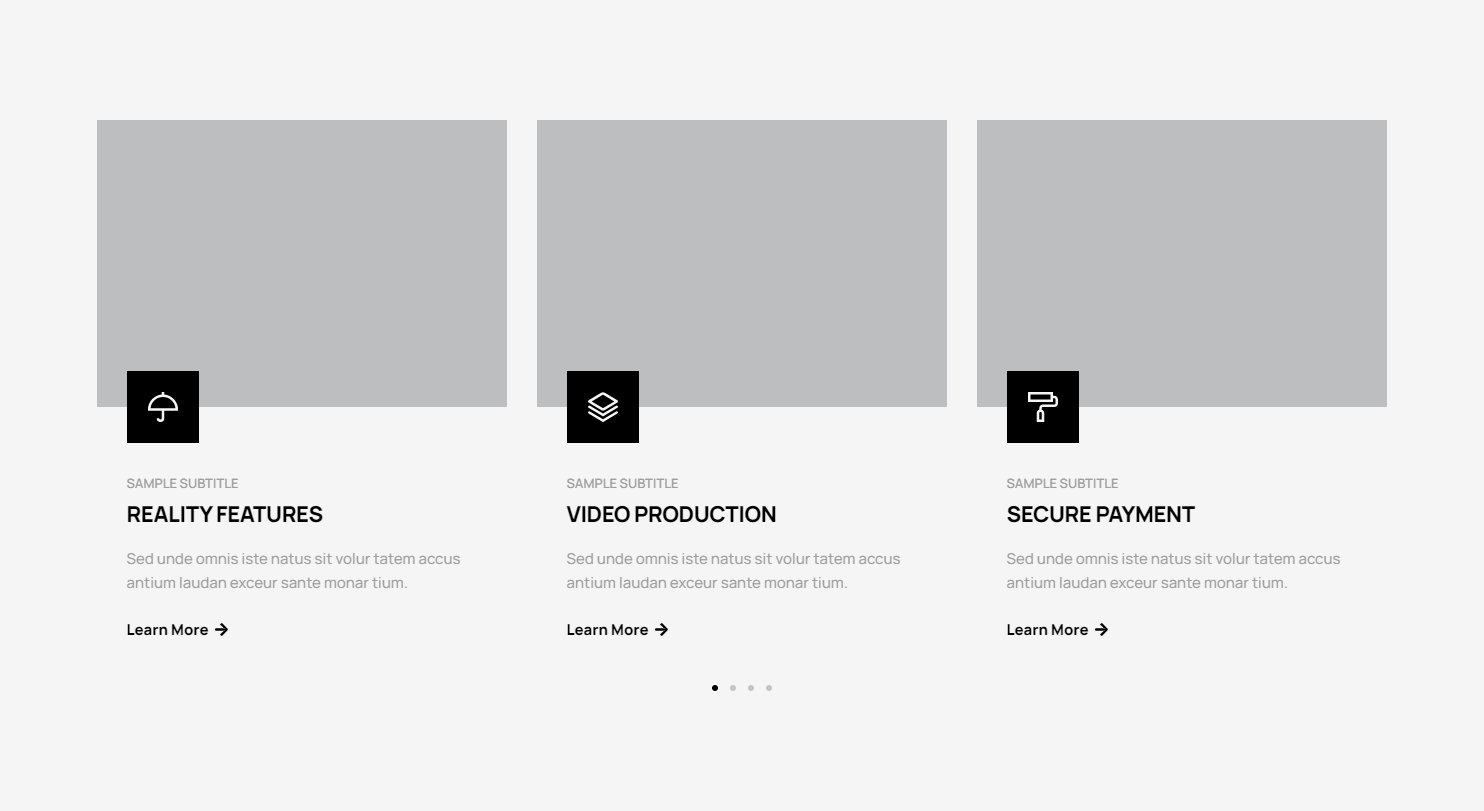 SAMPLE SUBTITLE
REALITY FEATURES
Sed unde omnis iste natus sit volur tatem accus
antium laudan exceur sante monar tium.
Learn More
SAMPLE SUBTITLE
VIDEO PRODUCTION
Sed unde omnis iste natus sit volur tatem accus
antium laudan exceur sante monar tium.
Learn More
SAMPLE SUBTITLE
SECURE PAYMENT
Sed unde omnis iste natus sit volur tatem accus
antium laudan exceur sante monar tium.
Learn More